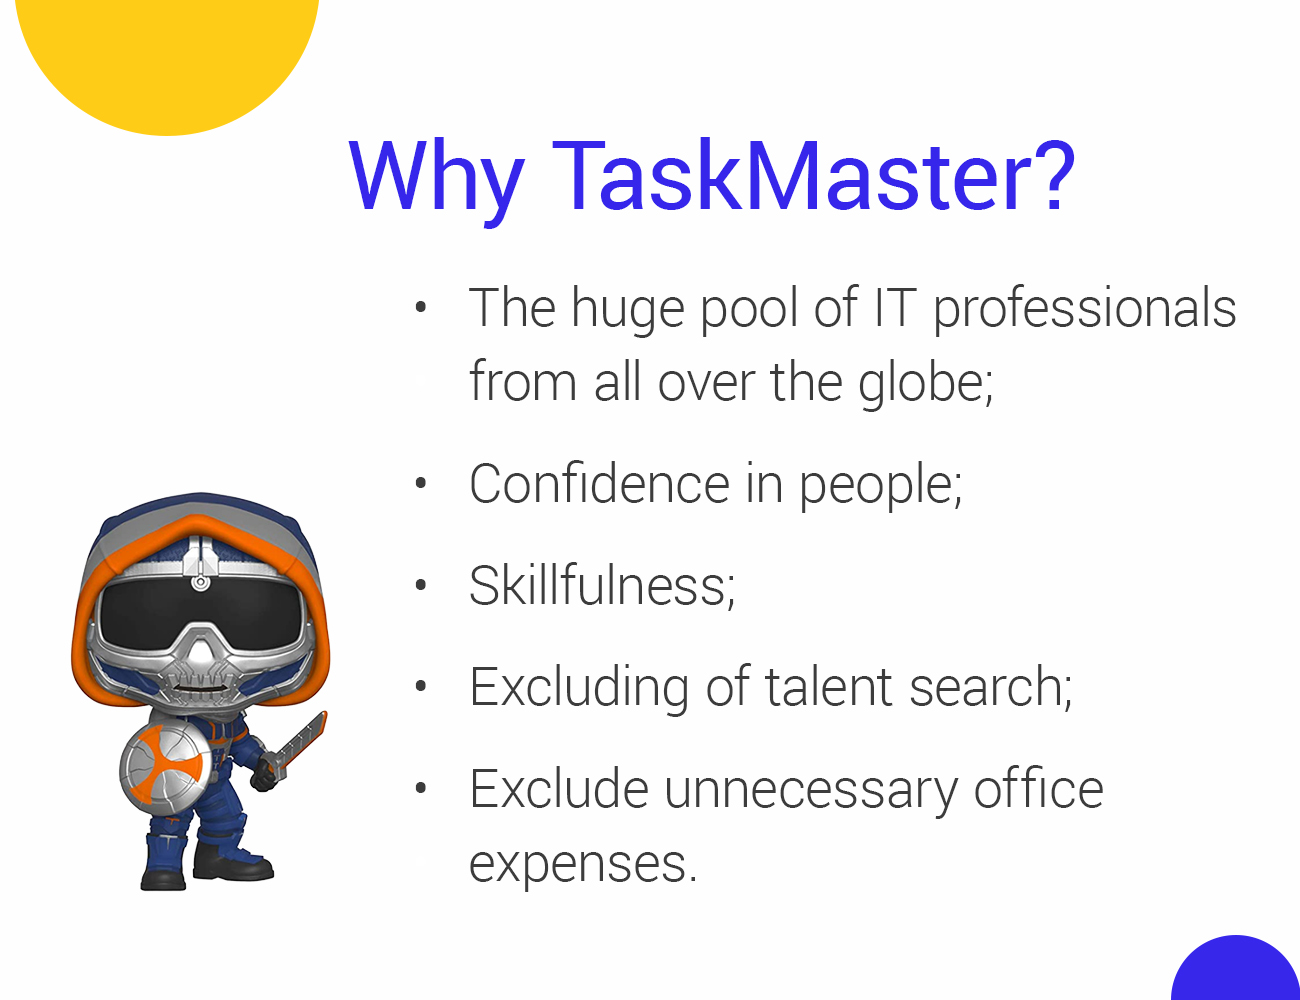 Why TaskMaster?
• The huge pool of IT professionals
from all over the globe;
• Confidence in people;
• Skillfulness;
• Excluding of talent search;
• Exclude unnecessary office
expenses.